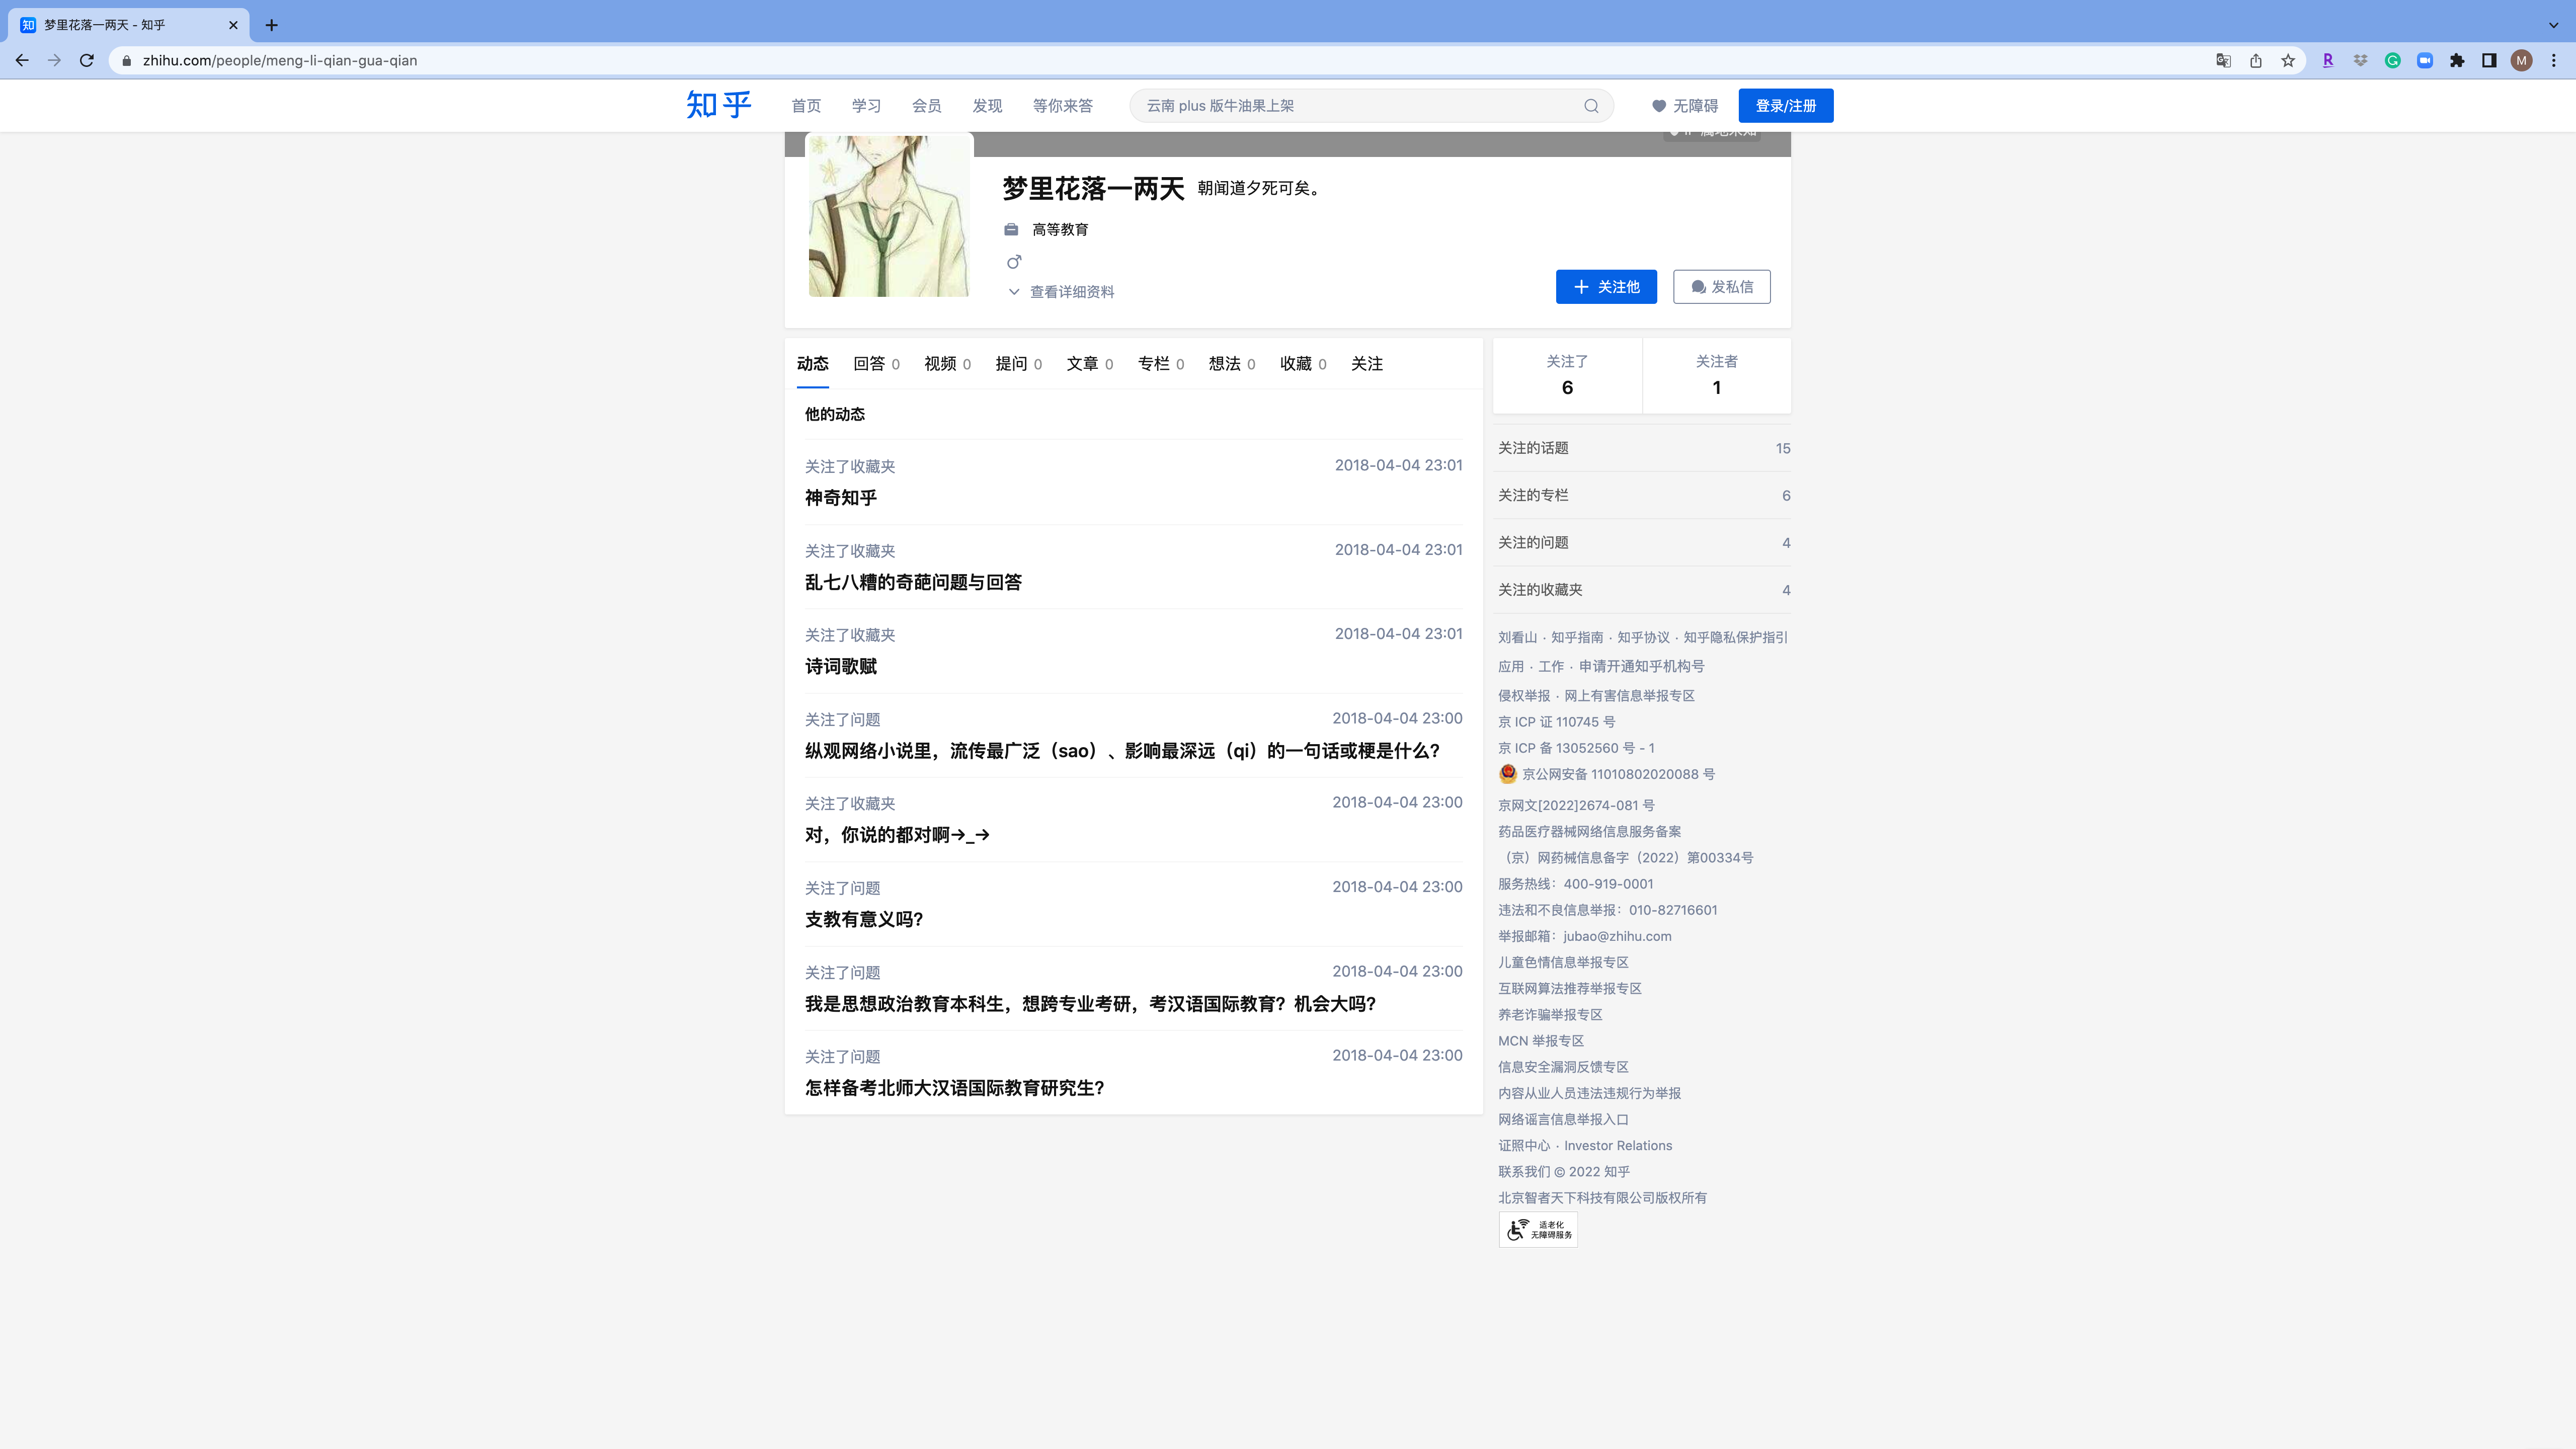 梦里花落一两天 - 知乎
zhihu.com/people/meng-li-qian-gua-qian
M
知乎
首页
学习
会员
发现
等你来答
云南 plus 版牛油果上架
无障碍
登录/注册
梦里花落一两天 朝闻道夕死可矣。
高等教育
查看详细资料
关注他
发私信
动态 回答 0 视频 0 提问 0 文章 0 专栏 0 想法 0 收藏 0 关注
他的动态
关注了收藏夹 2018-04-04 23:01
神奇知乎
关注了收藏夹 2018-04-04 23:01
乱七八糟的奇葩问题与回答
关注了收藏夹 2018-04-04 23:01
诗词歌赋
关注了问题 2018-04-04 23:00
纵观网络小说里，流传最广泛（sao）、影响最深远（qi）的一句话或梗是什么？
关注了收藏夹 2018-04-04 23:00
对，你说的都对啊→_→
关注了问题 2018-04-04 23:00
支教有意义吗？
关注了问题 2018-04-04 23:00
我是思想政治教育本科生，想跨专业考研，考汉语国际教育？机会大吗？
关注了问题 2018-04-04 23:00
怎样备考北师大汉语国际教育研究生？
关注了 关注者
6 1
关注的话题 15
关注的专栏 6
关注的问题 4
关注的收藏夹 4
刘看山 · 知乎指南 · 知乎协议 · 知乎隐私保护指引
应用 · 工作 · 申请开通知乎机构号
侵权举报 · 网上有害信息举报专区
京 ICP 证 110745 号
京 ICP 备 13052560 号 - 1
京公网安备 11010802020088 号
京网文[2022]2674-081 号
药品医疗器械网络信息服务备案
（京）网药械信息备字（2022）第00334号
服务热线：400-919-0001
违法和不良信息举报：010-82716601
举报邮箱：jubao@zhihu.com
儿童色情信息举报专区
互联网算法推荐举报专区
养老诈骗举报专区
MCN 举报专区
信息安全漏洞反馈专区
内容从业人员违法违规行为举报
网络谣言信息举报入口
证照中心 · Investor Relations
联系我们 © 2022 知乎
北京智者天下科技有限公司版权所有
适老化
无障碍服务